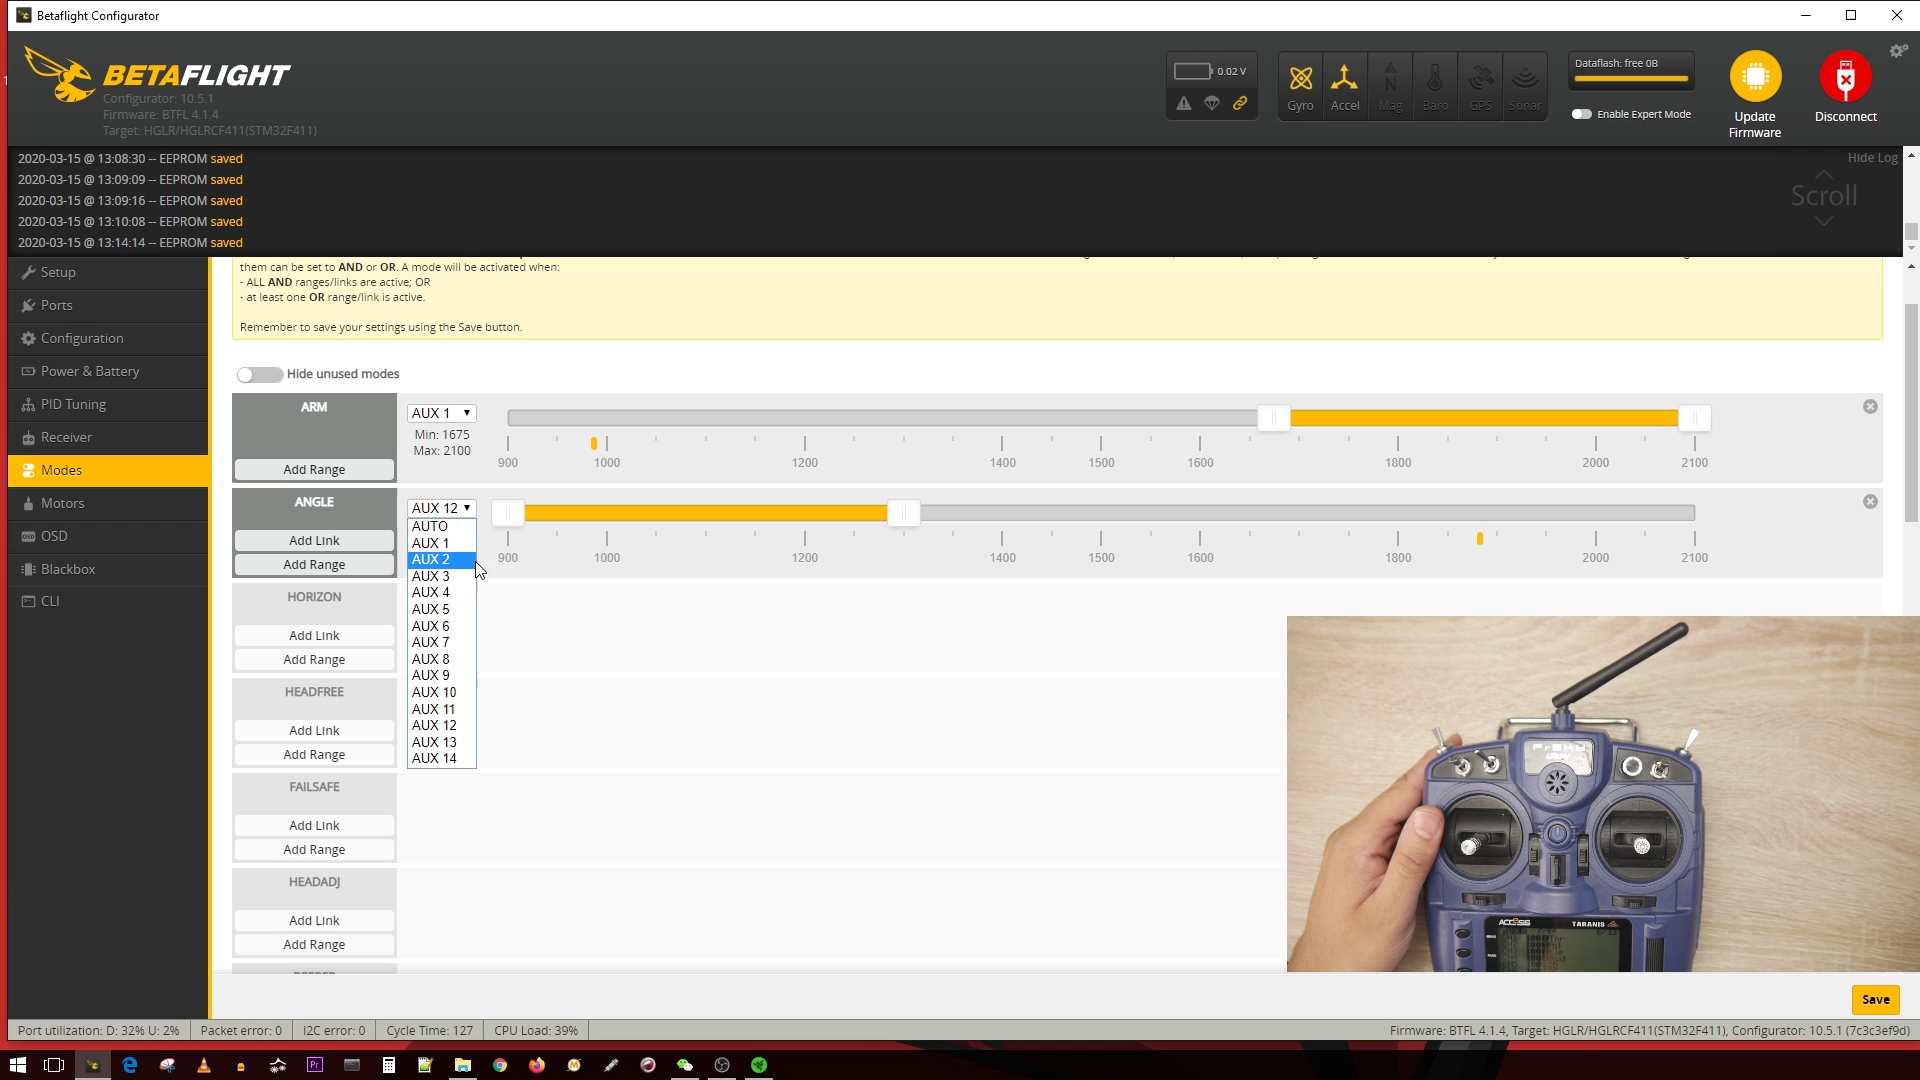 Betaflight Configurator
BETAFLIGHT
Configurator: 10.5.1
Firmware: BTFL 4.1.4
Target: HGLR/HGLRCF411(STM32F411)
0.02 V
Gyro
Accel
Mag
Baro
GPS
Sonar
Dataflash: free 0B
Enable Expert Mode
Update
Firmware
Disconnect
2020-03-15 @ 13:08:30 -- EEPROM saved
2020-03-15 @ 13:09:09 -- EEPROM saved
2020-03-15 @ 13:09:16 -- EEPROM saved
2020-03-15 @ 13:10:08 -- EEPROM saved
2020-03-15 @ 13:14:14 -- EEPROM saved
Hide Log
Scroll
Setup
Ports
Configuration
Power & Battery
PID Tuning
Receiver
Modes
Motors
OSD
Blackbox
CLI
them can be set to AND or OR. A mode will be activated when:
- ALL AND ranges/links are active; OR
- at least one OR range/link is active.
Remember to save your settings using the Save button.
Hide unused modes
ARM
Add Range
AUX 1
Min: 1675
Max: 2100
900 1000 1200 1400 1500 1600 1800 2000 2100
ANGLE
Add Link
Add Range
AUX 12
900 1000 1200 1400 1500 1600 1800 2000 2100
AUTO
AUX 1
AUX 2
AUX 3
AUX 4
AUX 5
AUX 6
AUX 7
AUX 8
AUX 9
AUX 10
AUX 11
AUX 12
AUX 13
AUX 14
HORIZON
Add Link
Add Range
HEADFREE
Add Link
Add Range
FAILSAFE
Add Link
Add Range
HEADADJ
Add Link
Add Range
FrSky
ACCESS
TARANIS
Save
Port utilization: D: 32% U: 2%
Packet error: 0
I2C error: 0
Cycle Time: 127
CPU Load: 39%
Firmware: BTFL 4.1.4, Target: HGLR/HGLRCF411(STM32F411), Configurator: 10.5.1 (7c3c3ef9d)
Pr